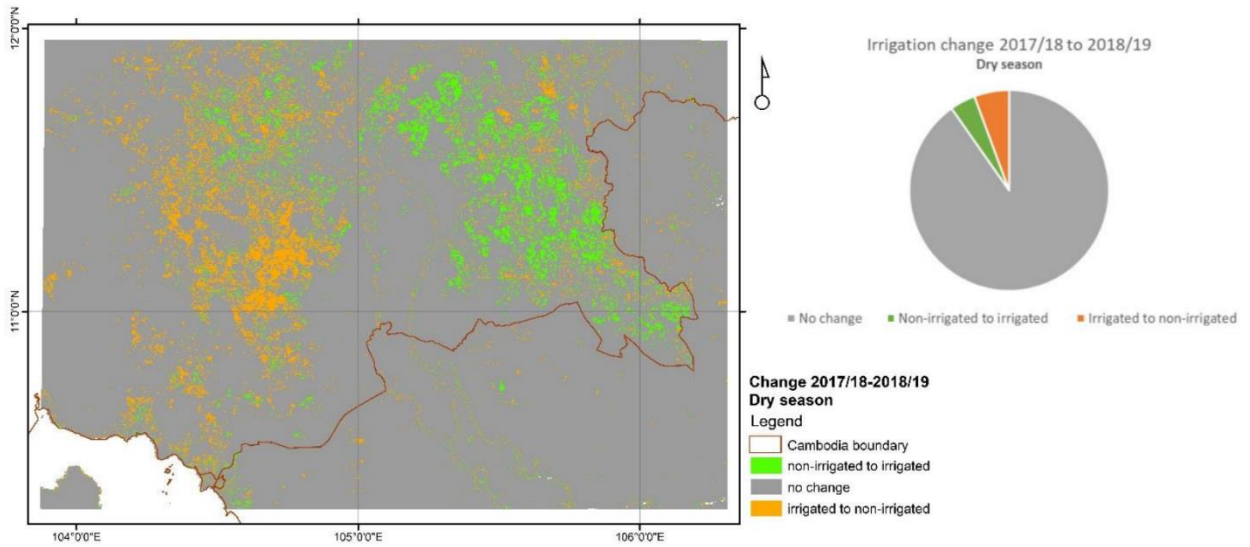 12°0'0"N
11°0'0"N
104°0'0"E
105°0'0"E
106°0'0"E
Irrigation change 2017/18 to 2018/19
Dry season
No change
Non-irrigated to irrigated
Irrigated to non-irrigated
Change 2017/18-2018/19
Dry season
Legend
Cambodia boundary
non-irrigated to irrigated
no change
irrigated to non-irrigated